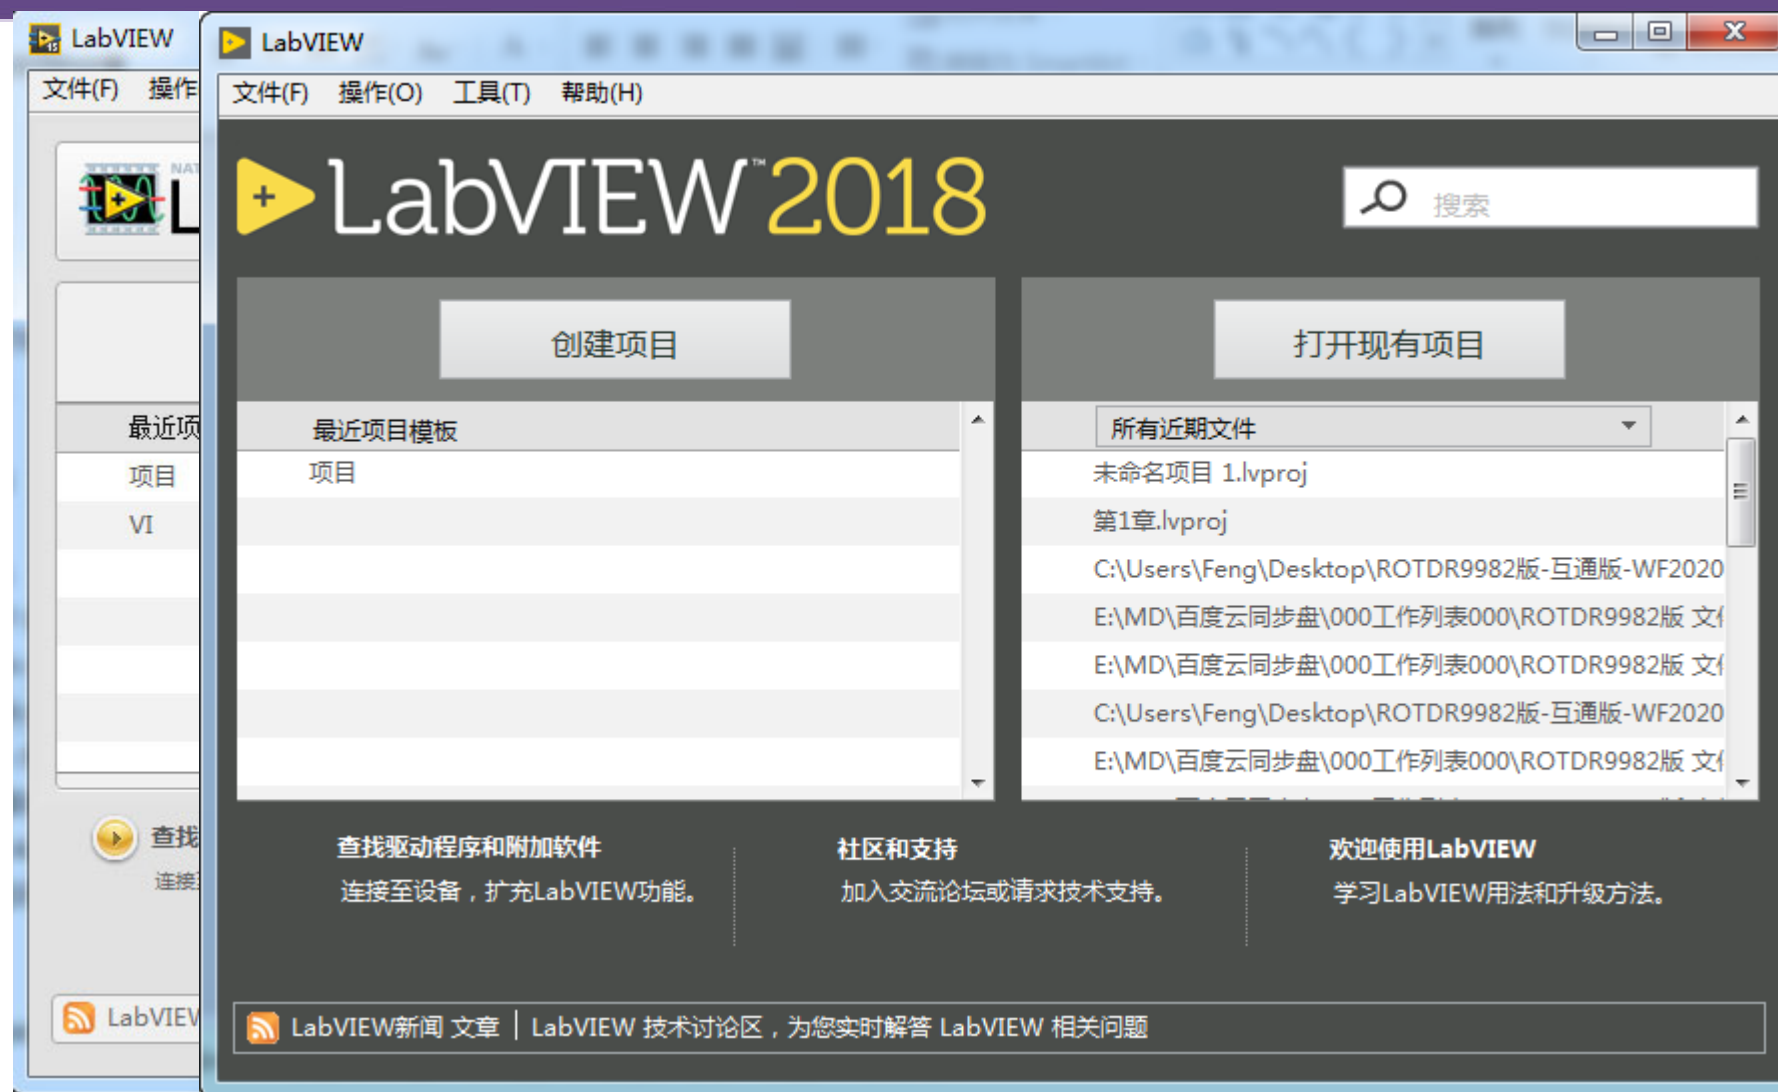 LabVIEW
文件(F) 操作
NAT
L
最近项
项目
VI
查找
连接
LabVIEW
LabVIEW
文件(F) 操作(O) 工具(T) 帮助(H)
LabVIEW™ 2018
搜索
创建项目
打开现有项目
最近项目模板
项目
所有近期文件
未命名项目 1.lvproj
第1章.lvproj
C:\Users\Feng\Desktop\ROTDR9982版-互通版-WF2020
E:\MD\百度云同步盘\000工作列表000\ROTDR9982版 文
E:\MD\百度云同步盘\000工作列表000\ROTDR9982版 文
C:\Users\Feng\Desktop\ROTDR9982版-互通版-WF2020
E:\MD\百度云同步盘\000工作列表000\ROTDR9982版 文
查找驱动程序和附加软件
连接至设备，扩充LabVIEW功能。
社区和支持
加入交流论坛或请求技术支持。
欢迎使用LabVIEW
学习LabVIEW用法和升级方法。
LabVIEW新闻 文章 | LabVIEW 技术讨论区，为您实时解答 LabVIEW 相关问题